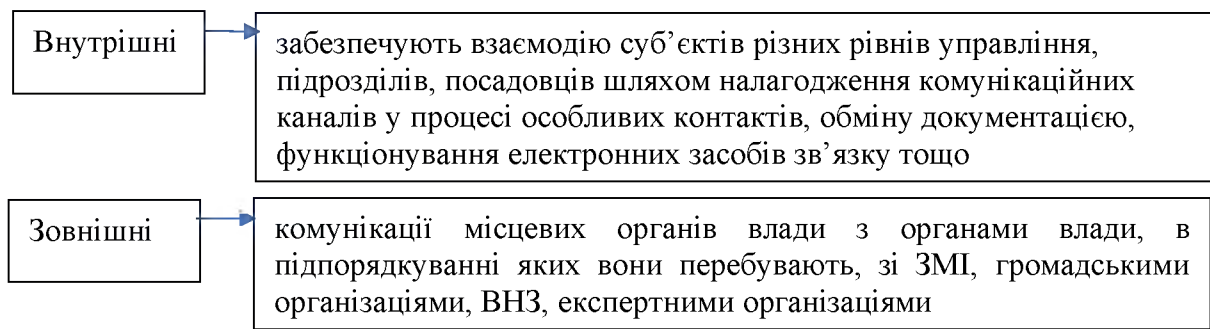 Внутрішні
забезпечують взаємодію суб’єктів різних рівнів управління,
підрозділів, посадовців шляхом налагодження комунікаційних
каналів у процесі особливих контактів, обміну документацією,
функціонування електронних засобів зв’язку тощо
Зовнішні
комунікації місцевих органів влади з органами влади, в
підпорядкуванні яких вони перебувають, зі ЗМІ, громадськими
організаціями, ВНЗ, експертними організаціями